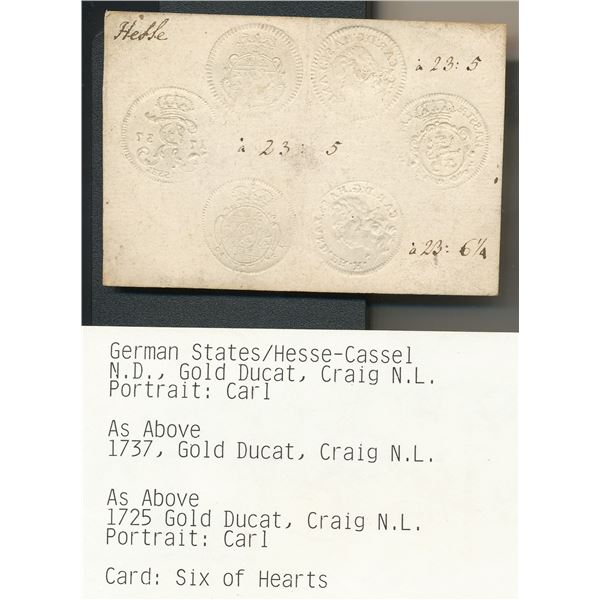 Hesse
à 23: 5
à 23 : 5
à 23: 6¼
German States/Hesse-Cassel
N.D., Gold Ducat, Craig N.L.
Portrait: Carl
As Above
1737, Gold Ducat, Craig N.L.
As Above
1725 Gold Ducat, Craig N.L.
Portrait: Carl
Card: Six of Hearts